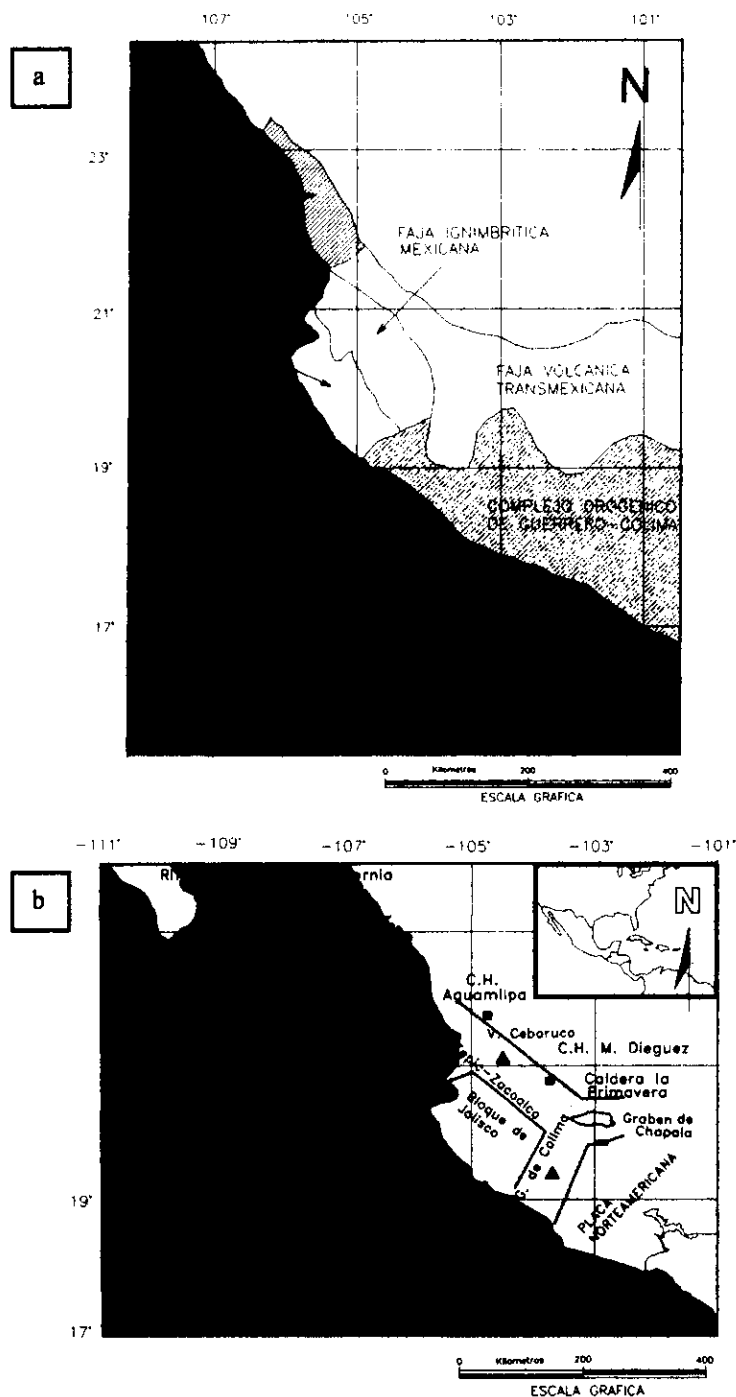 a
107° 105° 103° 101°
N
23°
FAJA IGNIMBRITICA
MEXICANA
21°
FAJA VOLCANICA
TRANSMEXICANA
19°
COMPLEJO OROGENICO
DE GUERRERO-COLIMA
17°
0 Kilometros 200 400
ESCALA GRAFICA
b
-111° -109° -107° -105° -103° -101°
N
C.H.
Aguamilpa
V. Ceboruco
C.H. M. Dieguez
Tepic-Zacoalco
Caldera la
Primavera
Bloque de
Jalisco
Graben de
Chapala
G. de Colima
PLACA
NORTEAMERICANA
19°
17°
0 Kilometros 200 400
ESCALA GRAFICA